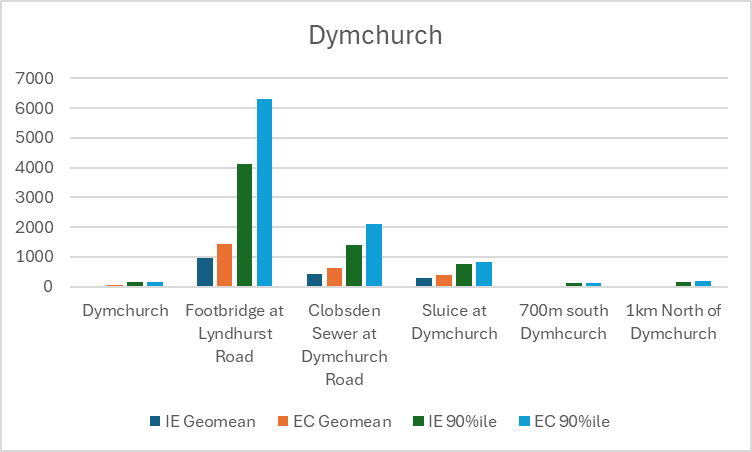 Dymchurch
7000
6000
5000
4000
3000
2000
1000
0
Dymchurch
Footbridge at
Lyndhurst
Road
Clobsden
Sewer at
Dymchurch
Road
Sluice at
Dymchurch
700m south
Dymhcurch
1km North of
Dymchurch
IE Geomean EC Geomean IE 90%ile EC 90%ile